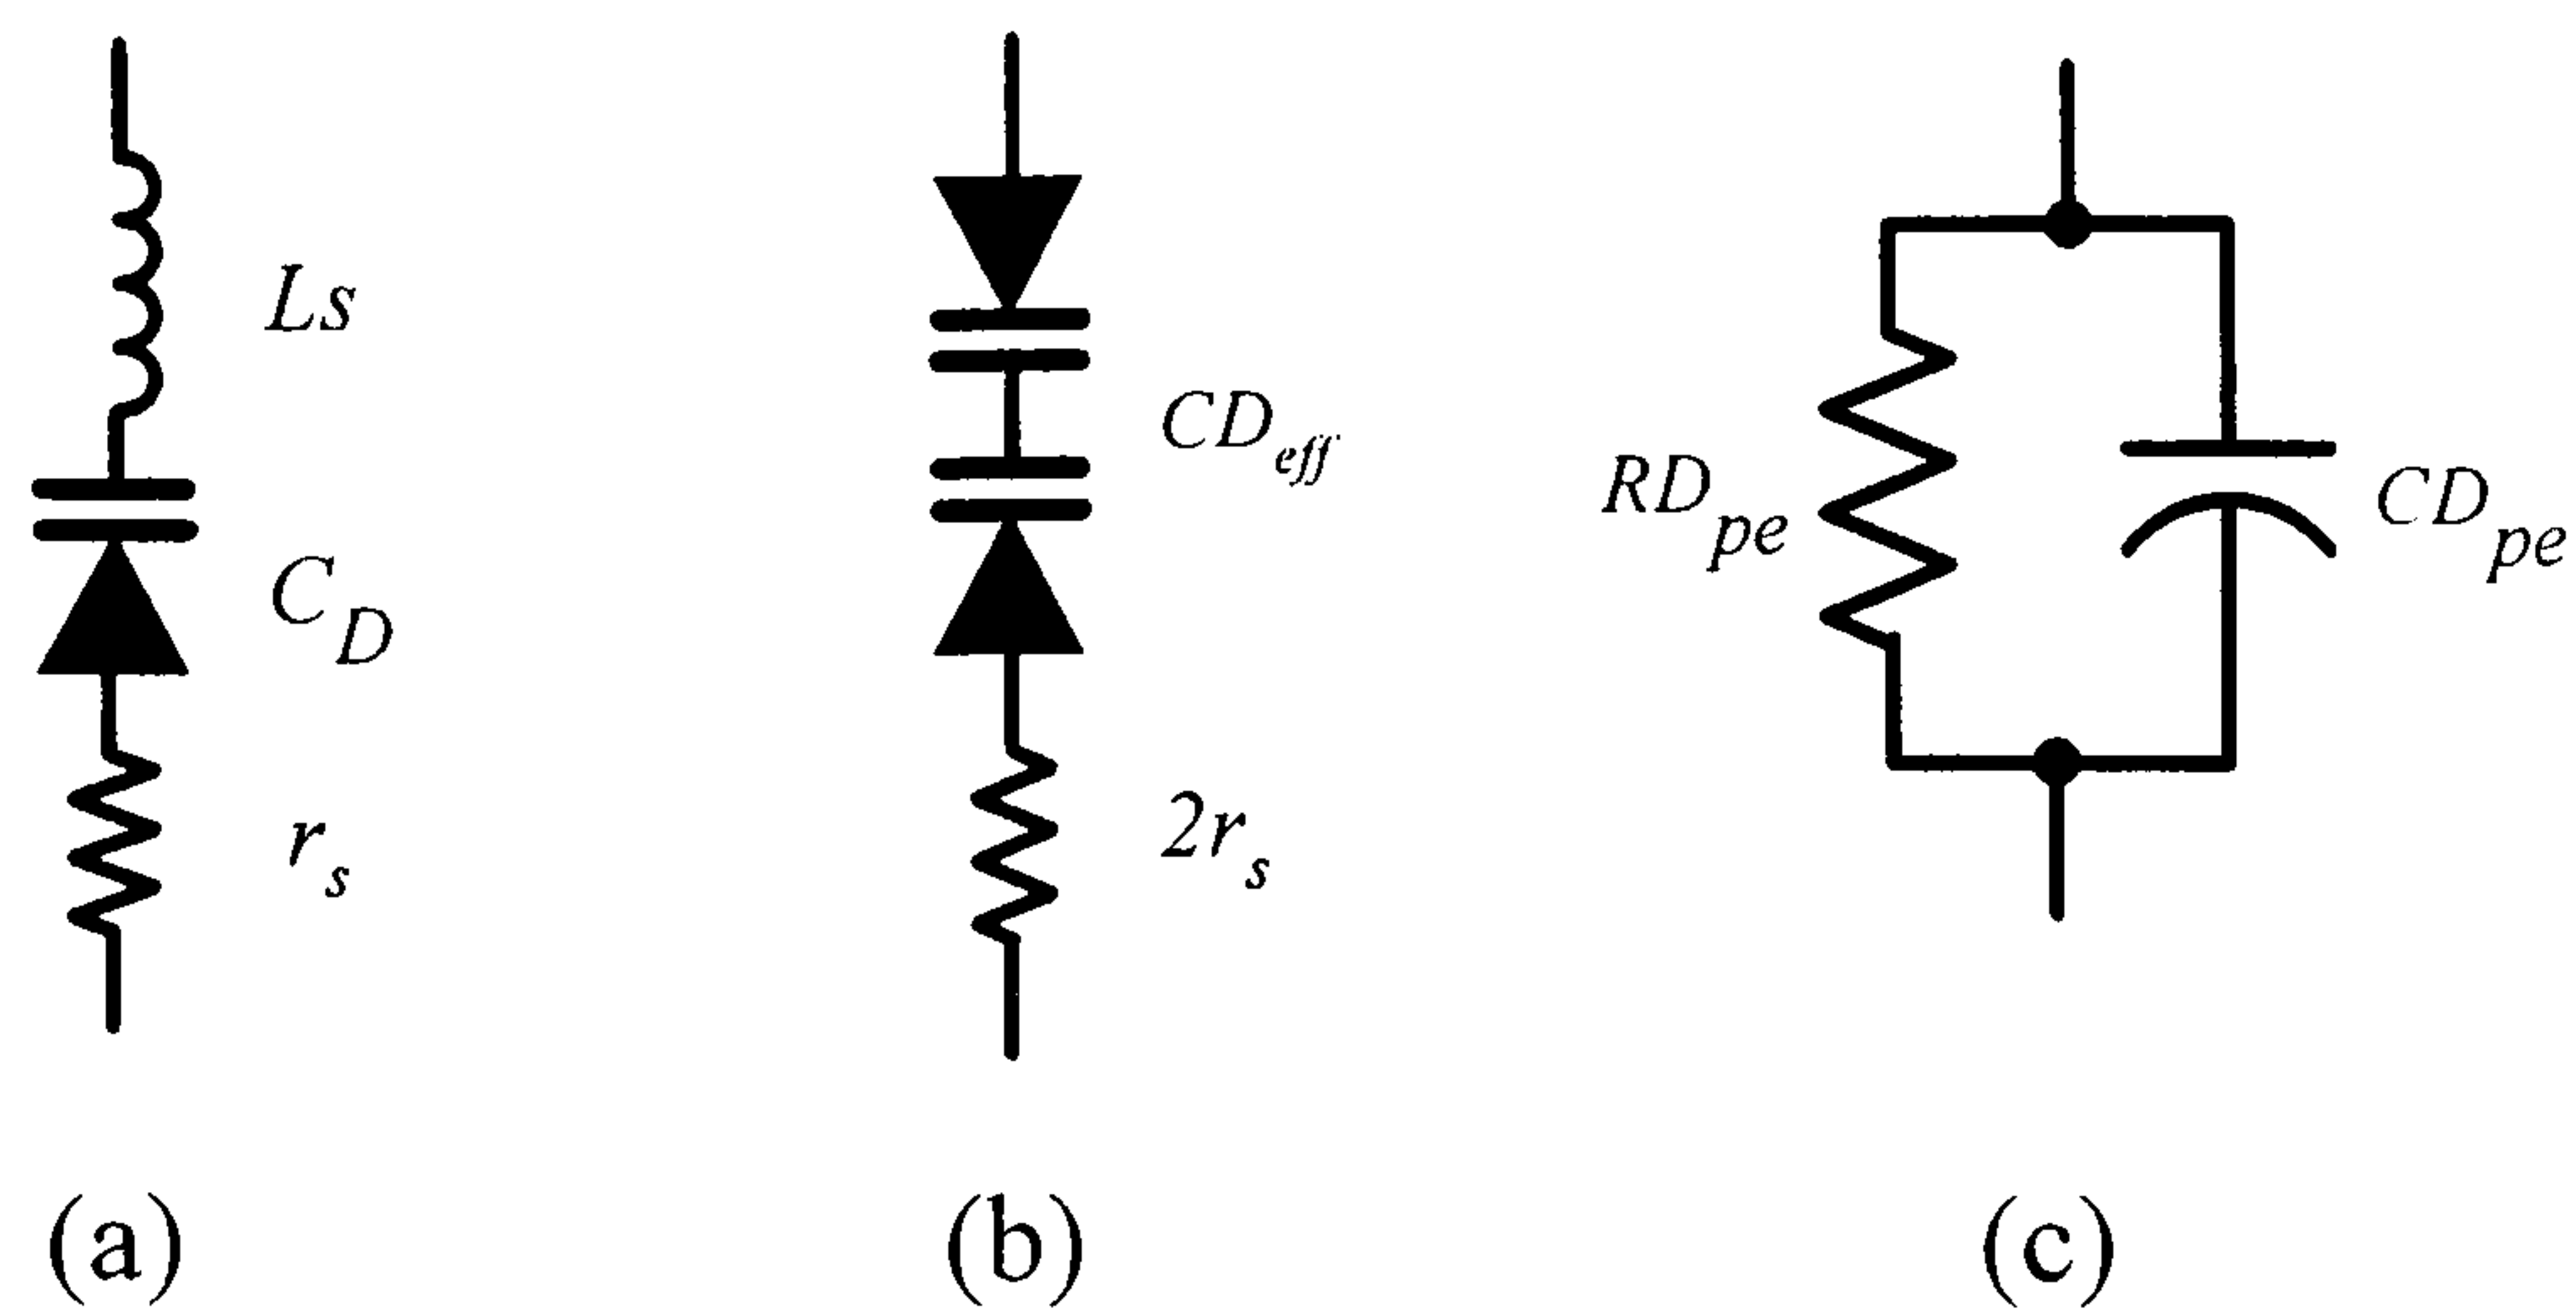 Ls
C_D
r_s
CD_eff
2r_s
RD_pe
CD_pe
(a)
(b)
(c)